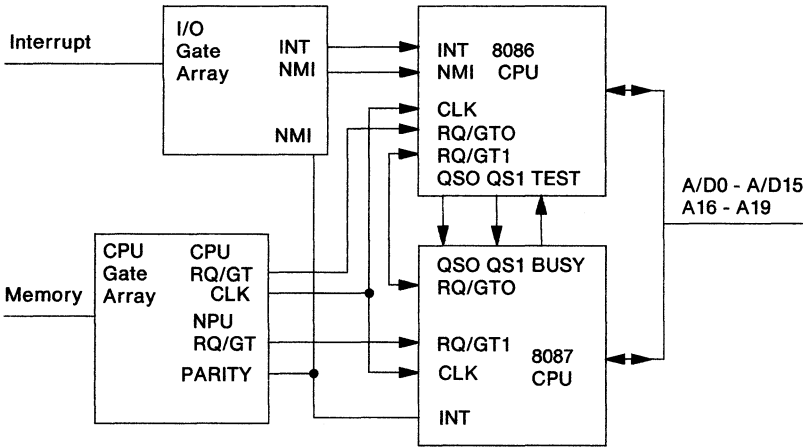 Interrupt
I/O
Gate
Array
INT
NMI
NMI
INT 8086
NMI CPU
CLK
RQ/GTO
RQ/GT1
QSO QS1 TEST
A/D0 - A/D15
A16 - A19
Memory
CPU
Gate
Array
CPU
RQ/GT
CLK
NPU
RQ/GT
PARITY
QSO QS1 BUSY
RQ/GTO
RQ/GT1
CLK
8087
CPU
INT